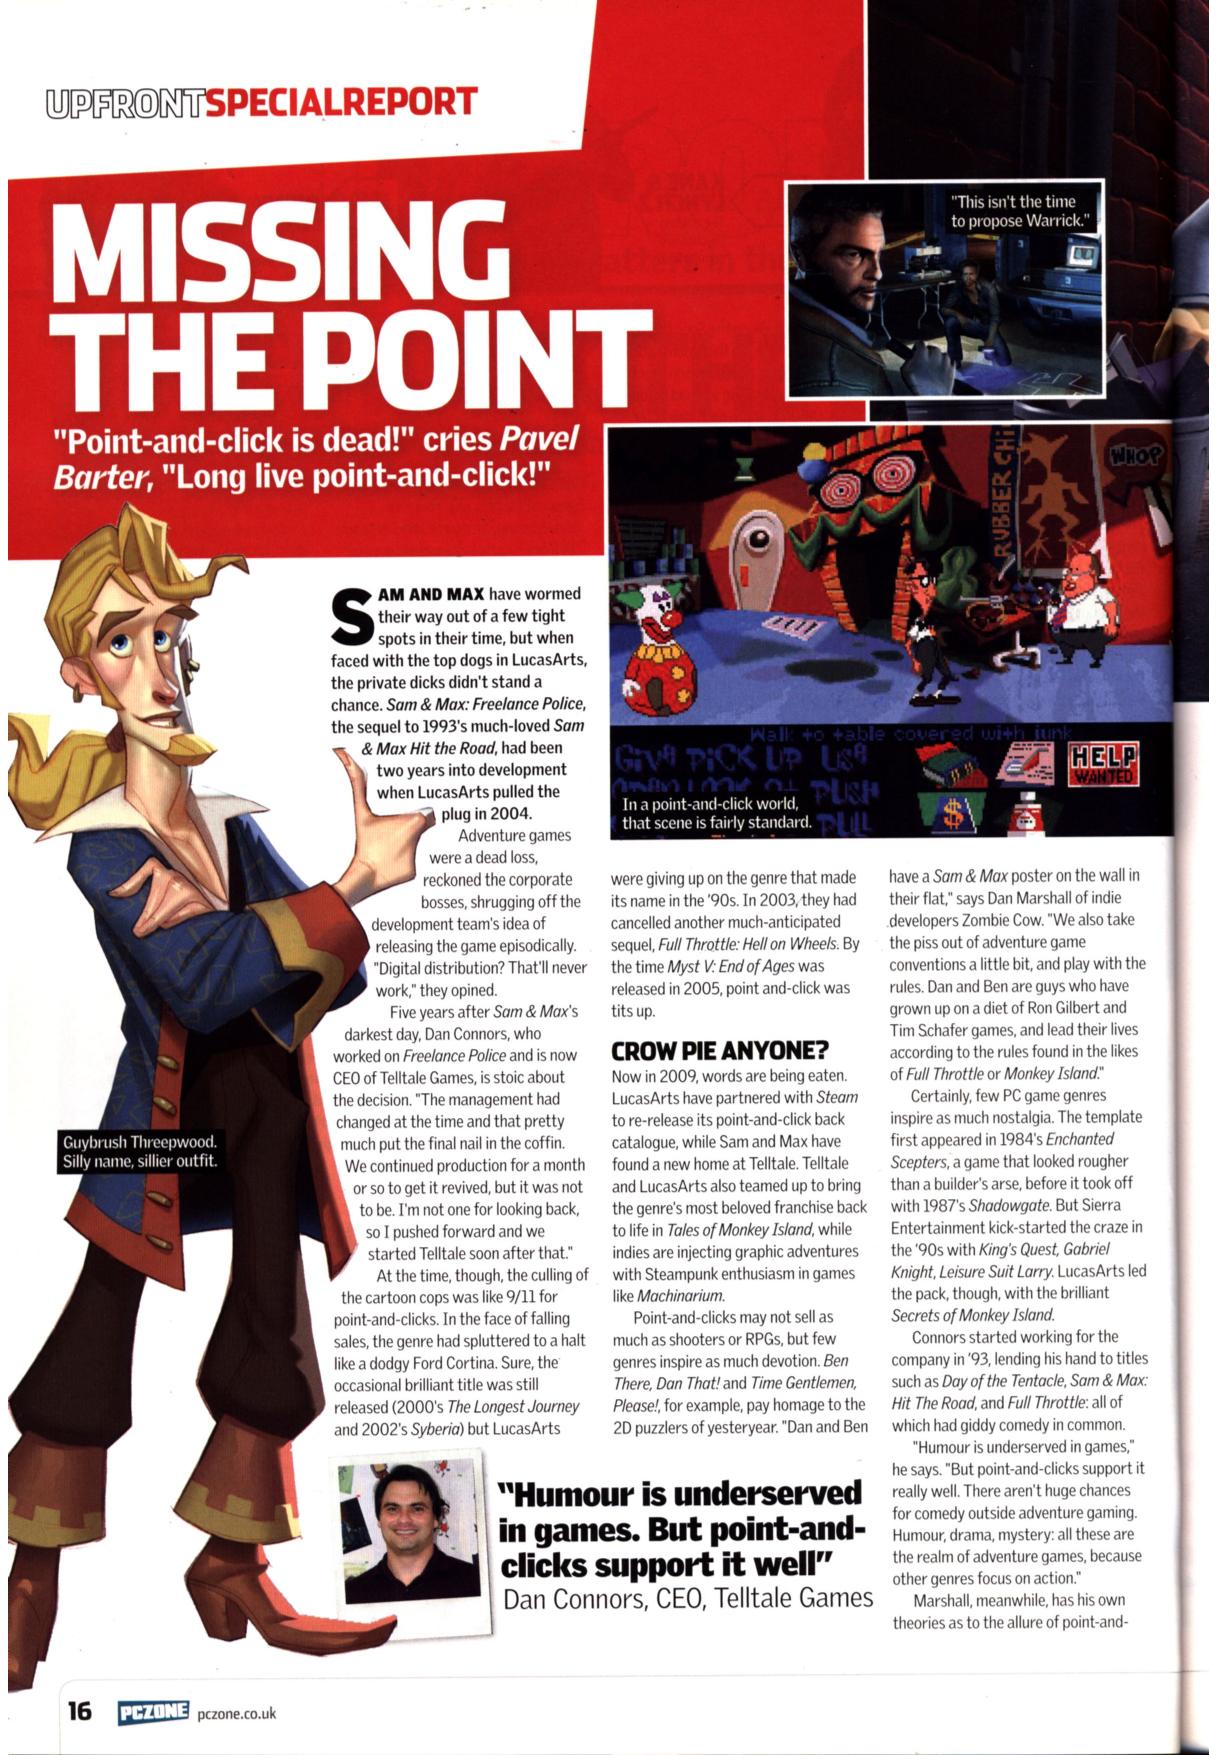 UPFRONTSPECIALREPORT
MISSING
THE POINT
"Point-and-click is dead!" cries Pavel
Barter, "Long live point-and-click!"
"This isn't the time
to propose Warrick."
RUBBER CHi
WHOP
Walk to table covered with junk
GIVE PICK UP USE
OPEN LOOK AT PUSH
PULL
HELP
WANTED
$
In a point-and-click world,
that scene is fairly standard.
Guybrush Threepwood.
Silly name, sillier outfit.
SAM AND MAX have wormed
their way out of a few tight
spots in their time, but when
faced with the top dogs in LucasArts,
the private dicks didn't stand a
chance. Sam & Max: Freelance Police,
the sequel to 1993's much-loved Sam
& Max Hit the Road, had been
two years into development
when LucasArts pulled the
plug in 2004.
Adventure games
were a dead loss,
reckoned the corporate
bosses, shrugging off the
development team's idea of
releasing the game episodically.
"Digital distribution? That'll never
work," they opined.
Five years after Sam & Max's
darkest day, Dan Connors, who
worked on Freelance Police and is now
CEO of Telltale Games, is stoic about
the decision. "The management had
changed at the time and that pretty
much put the final nail in the coffin.
We continued production for a month
or so to get it revived, but it was not
to be. I'm not one for looking back,
so I pushed forward and we
started Telltale soon after that."
At the time, though, the culling of
the cartoon cops was like 9/11 for
point-and-clicks. In the face of falling
sales, the genre had spluttered to a halt
like a dodgy Ford Cortina. Sure, the
occasional brilliant title was still
released (2000's The Longest Journey
and 2002's Syberia) but LucasArts
were giving up on the genre that made
its name in the '90s. In 2003, they had
cancelled another much-anticipated
sequel, Full Throttle: Hell on Wheels. By
the time Myst V: End of Ages was
released in 2005, point and-click was
tits up.
CROW PIE ANYONE?
Now in 2009, words are being eaten.
LucasArts have partnered with Steam
to re-release its point-and-click back
catalogue, while Sam and Max have
found a new home at Telltale. Telltale
and LucasArts also teamed up to bring
the genre's most beloved franchise back
to life in Tales of Monkey Island, while
indies are injecting graphic adventures
with Steampunk enthusiasm in games
like Machinarium.
Point-and-clicks may not sell as
much as shooters or RPGs, but few
genres inspire as much devotion. Ben
There, Dan That! and Time Gentlemen,
Please!, for example, pay homage to the
2D puzzlers of yesteryear. "Dan and Ben
have a Sam & Max poster on the wall in
their flat," says Dan Marshall of indie
developers Zombie Cow. "We also take
the piss out of adventure game
conventions a little bit, and play with the
rules. Dan and Ben are guys who have
grown up on a diet of Ron Gilbert and
Tim Schafer games, and lead their lives
according to the rules found in the likes
of Full Throttle or Monkey Island."
Certainly, few PC game genres
inspire as much nostalgia. The template
first appeared in 1984's Enchanted
Scepters, a game that looked rougher
than a builder's arse, before it took off
with 1987's Shadowgate. But Sierra
Entertainment kick-started the craze in
the '90s with King's Quest, Gabriel
Knight, Leisure Suit Larry. LucasArts led
the pack, though, with the brilliant
Secrets of Monkey Island.
Connors started working for the
company in '93, lending his hand to titles
such as Day of the Tentacle, Sam & Max:
Hit The Road, and Full Throttle: all of
which had giddy comedy in common.
"Humour is underserved in games,"
he says. "But point-and-clicks support it
really well. There aren't huge chances
for comedy outside adventure gaming.
Humour, drama, mystery: all these are
the realm of adventure games, because
other genres focus on action."
Marshall, meanwhile, has his own
theories as to the allure of point-and-
"Humour is underserved
in games. But point-and-
clicks support it well"
Dan Connors, CEO, Telltale Games
16
PCZONE
pczone.co.uk